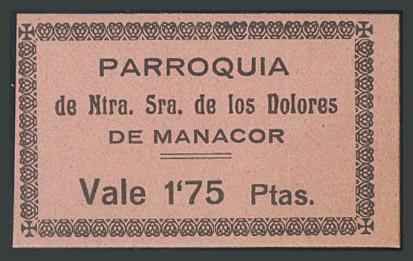 PARROQUIA
de Ntra. Sra. de los Dolores
DE MANACOR
Vale 1'75 Ptas.